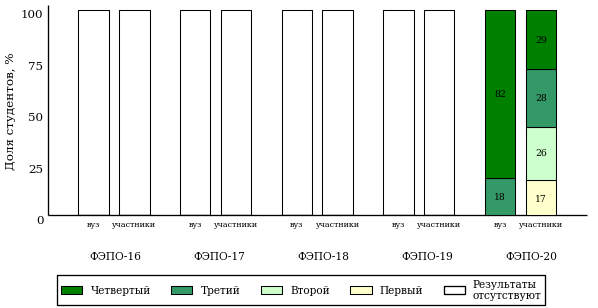 Доля студентов, %
100
75
50
25
0
29
82
28
26
18
17
вуз участники вуз участники вуз участники вуз участники вуз участники
ФЭПО-16 ФЭПО-17 ФЭПО-18 ФЭПО-19 ФЭПО-20
Четвертый Третий Второй Первый Результаты
отсутствуют